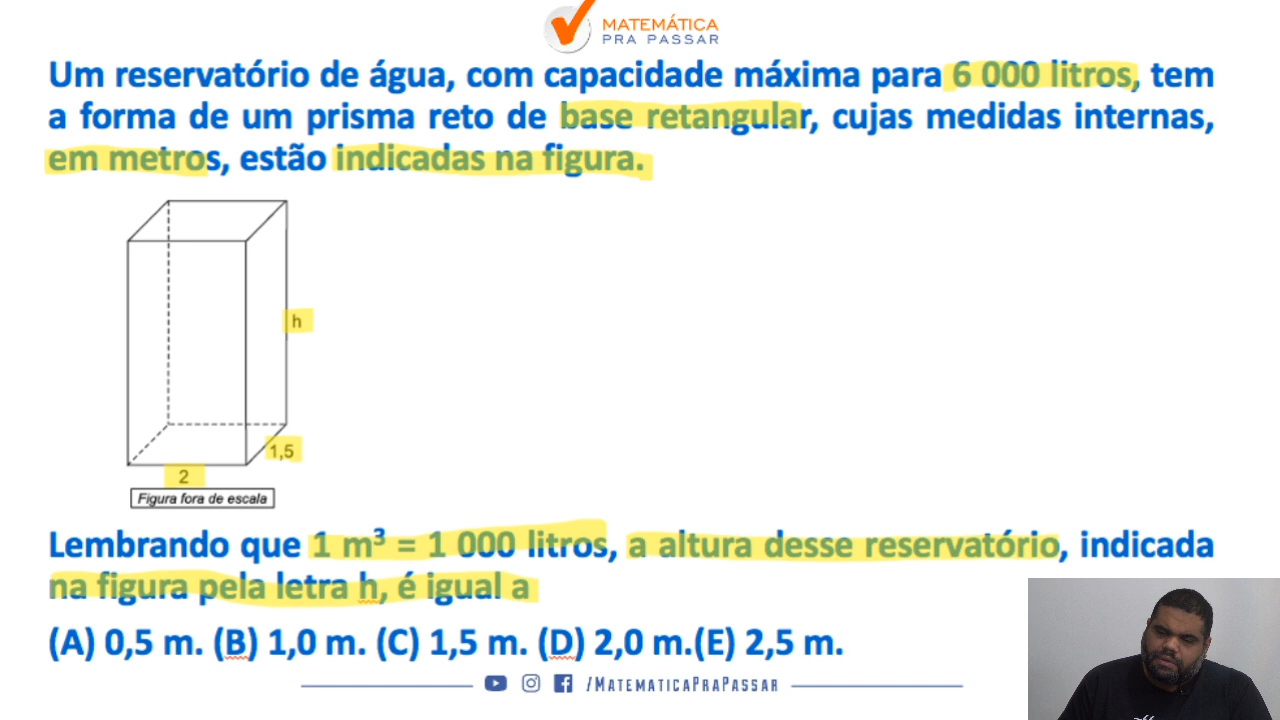 MATEMÁTICA
PRA PASSAR
Um reservatório de água, com capacidade máxima para 6 000 litros, tem
a forma de um prisma reto de base retangular, cujas medidas internas,
em metros, estão indicadas na figura.
h
1,5
2
Figura fora de escala
Lembrando que 1 m³ = 1 000 litros, a altura desse reservatório, indicada
na figura pela letra h, é igual a
(A) 0,5 m. (B) 1,0 m. (C) 1,5 m. (D) 2,0 m.(E) 2,5 m.
/MATEMATICAPRAPASSAR